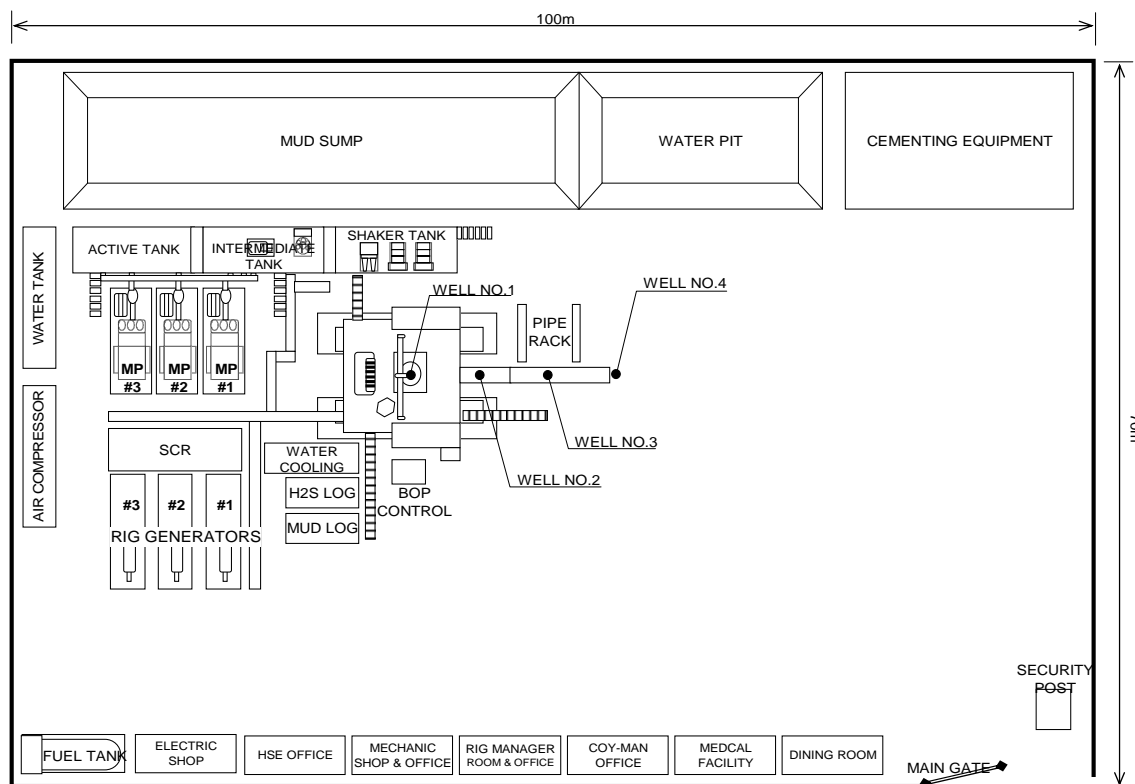 100m
MUD SUMP
WATER PIT
CEMENTING EQUIPMENT
ACTIVE TANK
INTERMEDIATE
TANK
SHAKER TANK
WATER TANK
WELL NO.1
WELL NO.4
PIPE
RACK
MP
#3
MP
#2
MP
#1
WELL NO.3
WELL NO.2
AIR COMPRESSOR
SCR
WATER
COOLING
H2S LOG
MUD LOG
BOP
CONTROL
#3
#2
#1
RIG GENERATORS
SECURITY
POST
FUEL TANK
ELECTRIC
SHOP
HSE OFFICE
MECHANIC
SHOP & OFFICE
RIG MANAGER
ROOM & OFFICE
COY-MAN
OFFICE
MEDCAL
FACILITY
DINING ROOM
MAIN GATE